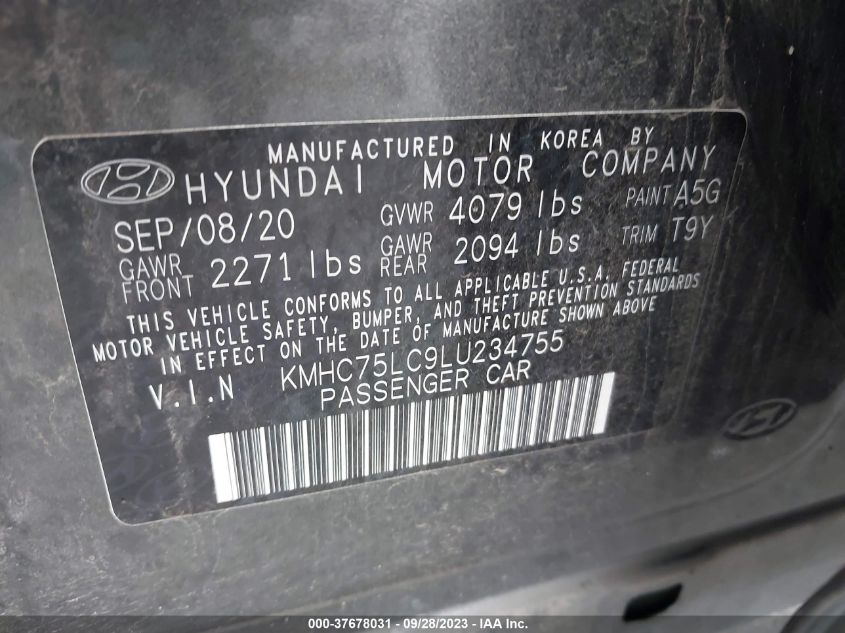 MANUFACTURED IN KOREA BY
HYUNDAI MOTOR COMPANY
SEP/08/20 GVWR 4079 lbs PAINT A5G
GAWR FRONT 2271 lbs GAWR REAR 2094 lbs TRIM T9Y
THIS VEHICLE CONFORMS TO ALL APPLICABLE U.S.A. FEDERAL
MOTOR VEHICLE SAFETY, BUMPER, AND THEFT PREVENTION STANDARDS
IN EFFECT ON THE DATE OF MANUFACTURE SHOWN ABOVE
V.I.N KMHC75LC9LU234755
PASSENGER CAR
000-37678031 - 09/28/2023 - IAA Inc.